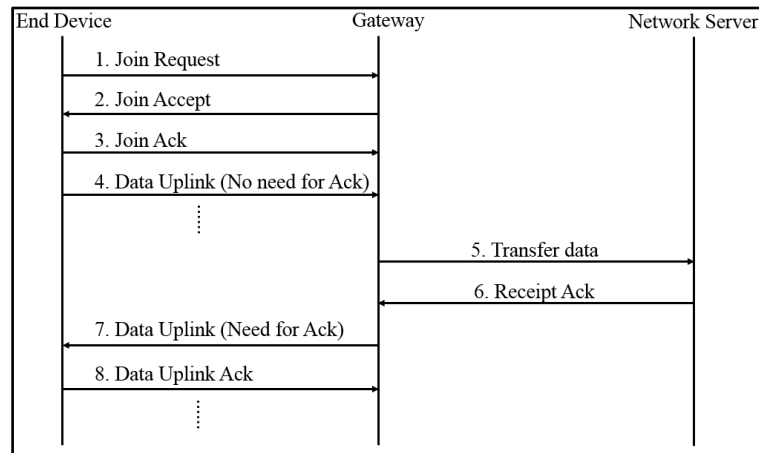 End Device Gateway Network Server
1. Join Request
2. Join Accept
3. Join Ack
4. Data Uplink (No need for Ack)
5. Transfer data
6. Receipt Ack
7. Data Uplink (Need for Ack)
8. Data Uplink Ack